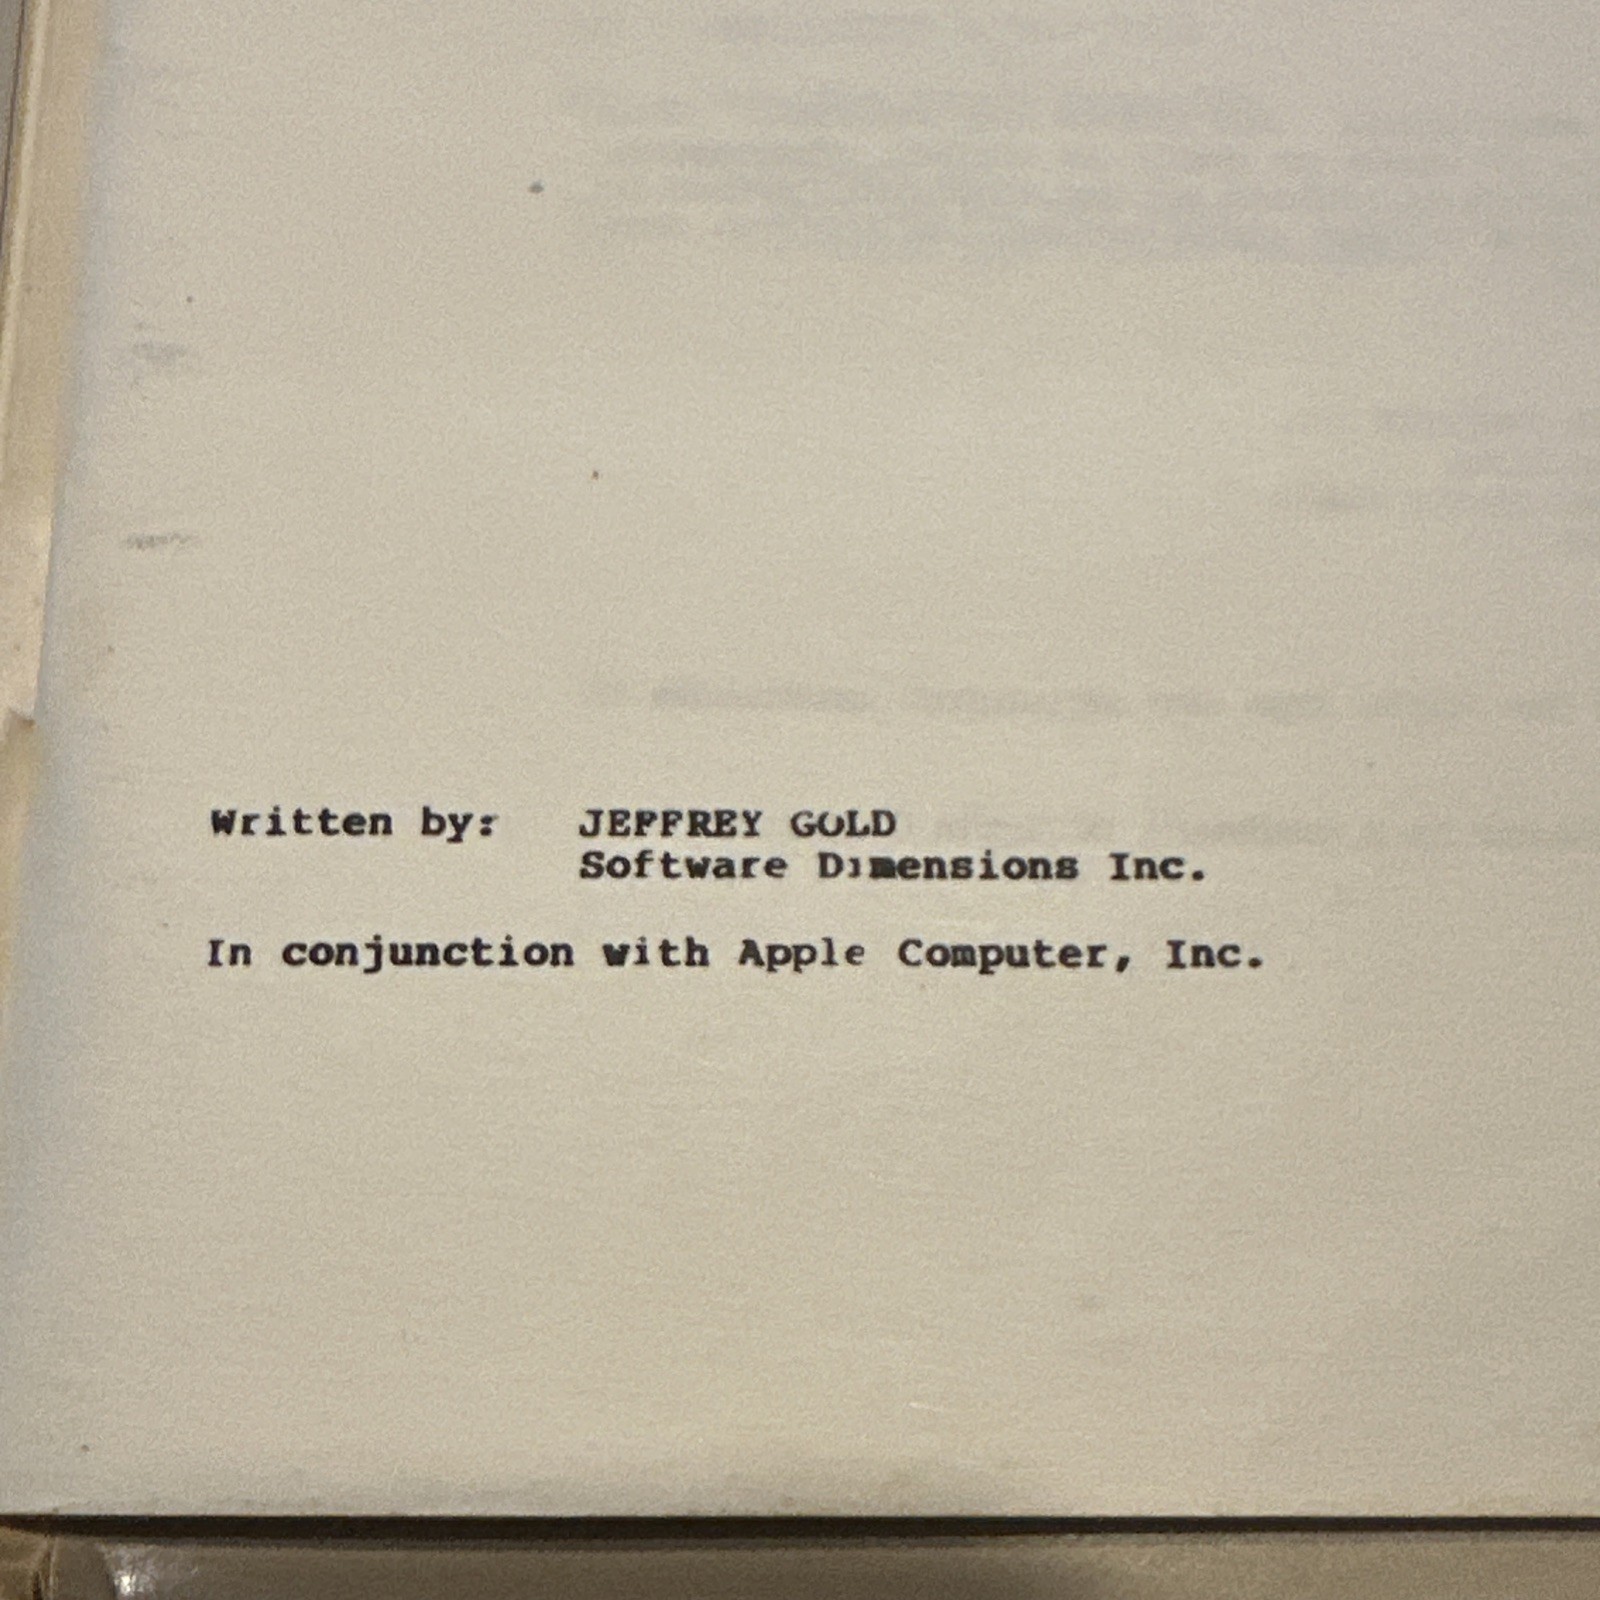 Written by: JEFFREY GOLD
Software Dimensions Inc.
In conjunction with Apple Computer, Inc.